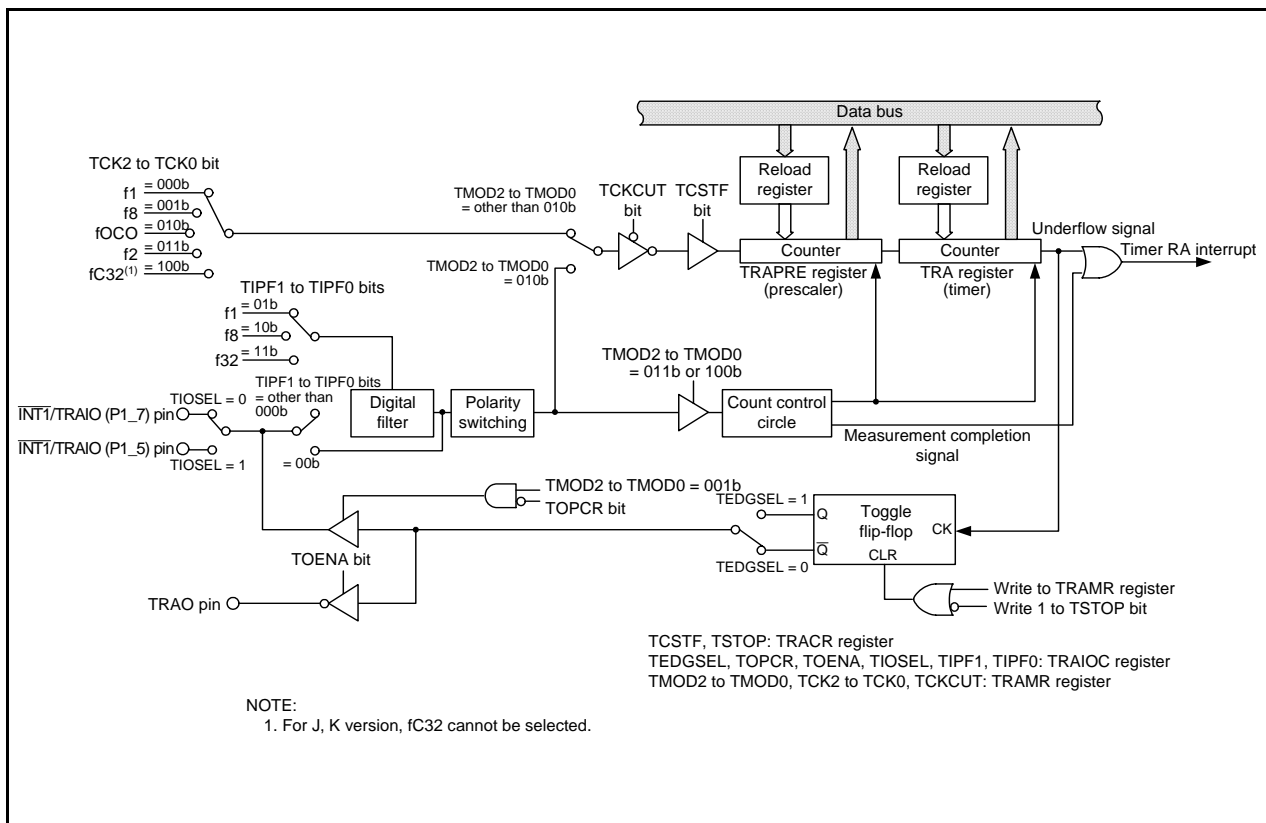 Data bus
TCK2 to TCK0 bit
f1 = 000b
f8 = 001b
fOCO = 010b
f2 = 011b
fC32(1) = 100b
TMOD2 to TMOD0
= other than 010b
TMOD2 to TMOD0
= 010b
TCKCUT
bit
TCSTF
bit
Reload
register
Reload
register
Counter
Counter
TRAPRE register
(prescaler)
TRA register
(timer)
Underflow signal
Timer RA interrupt
TIPF1 to TIPF0 bits
f1 = 01b
f8 = 10b
f32 = 11b
TIPF1 to TIPF0 bits
= other than
000b
= 00b
TIOSEL = 0
INT1/TRAIO (P1_7) pin
INT1/TRAIO (P1_5) pin
TIOSEL = 1
Digital
filter
Polarity
switching
TMOD2 to TMOD0
= 011b or 100b
Count control
circle
Measurement completion
signal
TMOD2 to TMOD0 = 001b
TOPCR bit
TOENA bit
TRAO pin
TEDGSEL = 1
TEDGSEL = 0
Q
Q
Toggle
flip-flop
CK
CLR
Write to TRAMR register
Write 1 to TSTOP bit
TCSTF, TSTOP: TRACR register
TEDGSEL, TOPCR, TOENA, TIOSEL, TIPF1, TIPF0: TRAIOC register
TMOD2 to TMOD0, TCK2 to TCK0, TCKCUT: TRAMR register
NOTE:
1. For J, K version, fC32 cannot be selected.